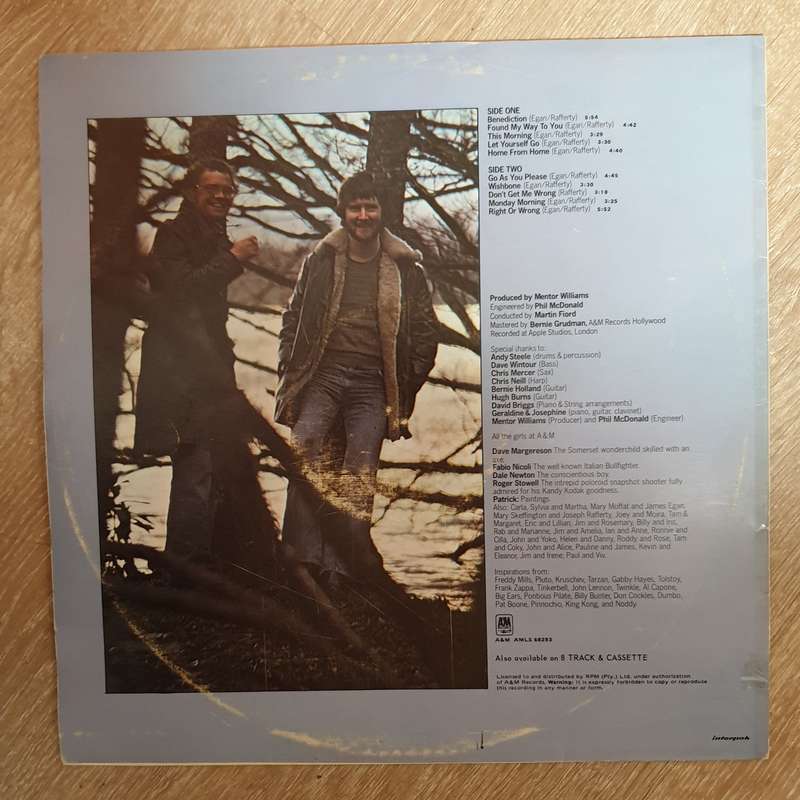 SIDE ONE
Benediction (Egan/Rafferty) 5:54
Found My Way To You (Egan/Rafferty) 4:42
This Morning (Egan/Rafferty) 3:29
Let Yourself Go (Egan/Rafferty) 3:30
Home From Home (Egan/Rafferty) 4:40
SIDE TWO
Go As You Please (Egan/Rafferty) 4:45
Wishbone (Egan/Rafferty) 3:30
Don't Get Me Wrong (Rafferty) 3:19
Monday Morning (Egan/Rafferty) 3:35
Right Or Wrong (Egan/Rafferty) 5:52
Produced by Mentor Williams
Engineered by Phil McDonald
Conducted by Martin Fiord
Mastered by Bernie Grudman, A&M Records Hollywood
Recorded at Apple Studios, London
Special thanks to:
Andy Steele (drums & percussion)
Dave Wintour (Bass)
Chris Mercer (Sax)
Chris Neill (Harp)
Bernie Holland (Guitar)
Hugh Burns (Guitar)
David Briggs (Piano & String arrangements)
Geraldine & Josephine (piano, guitar, clavinet)
Mentor Williams (Producer) and Phil McDonald (Engineer)
All the girls at A&M
Dave Margereson The Somerset wonderchild skilled with an
axe.
Fabio Nicoli The well known Italian Bullfighter.
Dale Newton The conscientious boy.
Roger Stowell The intrepid poloroid snapshot shooter fully
admired for his Kandy Kodak goodness.
Patrick: Paintings.
Also: Carla, Sylvia and Martha, Mary Moffat and James Egan,
Mary Skeffington and Joseph Rafferty, Joey and Moira, Tam &
Margaret, Eric and Lillian, Jim and Rosemary, Billy and Iris,
Rab and Marianne, Jim and Amelia, Ian and Anne, Ronnie and
Cilla, John and Yoko, Helen and Danny, Roddy and Rose, Tam
and Coky, John and Alice, Pauline and James, Kevin and
Eleanor, Jim and Irene, Paul and Viv.
Inspirations from:
Freddy Mills, Pluto, Kruschev, Tarzan, Gabby Hayes, Tolstoy,
Frank Zappa, Tinkerbell, John Lennon, Twinkle, Al Capone,
Big Ears, Pontious Pilate, Billy Bunter, Don Cockles, Dumbo,
Pat Boone, Pinnochio, King Kong, and Noddy.
A&M
A&M AMLS 68253
Also available on 8 TRACK & CASSETTE
Licensed to and distributed by RPM (Pty.) Ltd. under authorization
of A&M Records, Warning: It is expressly forbidden to copy or reproduce
this recording in any manner or form.
interpak